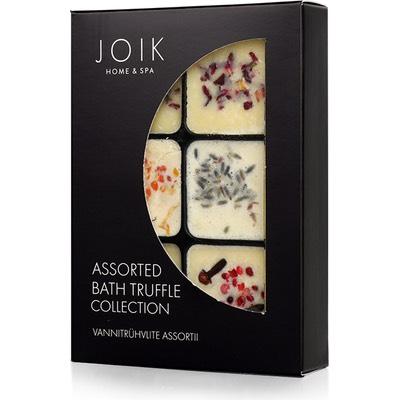 JOIK
HOME & SPA
ASSORTED
BATH TRUFFLE
COLLECTION
VANNITRÜHVLITE ASSORTII